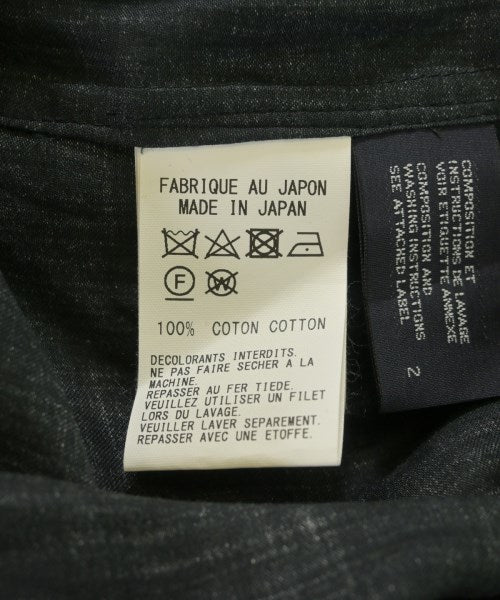 FABRIQUE AU JAPON
MADE IN JAPAN
F W
100% COTON COTTON
DECOLORANTS INTERDITS.
NE PAS FAIRE SECHER A LA
MACHINE.
REPASSER AU FER TIEDE.
VEUILLEZ UTILISER UN FILET
LORS DU LAVAGE.
VEUILLER LAVER SEPAREMENT.
REPASSER AVEC UNE ETOFFE.
COMPOSITION ET
INSTRUCTIONS DE LAVAGE
VOIR ETIQUETTE ANNEXE
COMPOSITION AND
WASHING INSTRUCTIONS
SEE ATTACHED LABEL
2